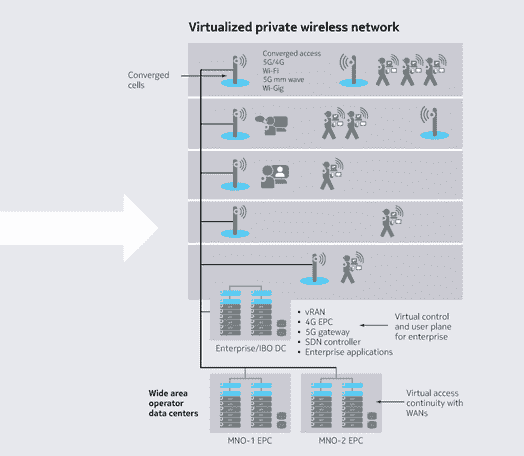 Virtualized private wireless network
Converged access
5G/4G
Wi-FI
5G mm wave
Wi-Gig
Converged
cells
• vRAN
• 4G EPC
• 5G gateway
• SDN controller
• Enterprise applications
Virtual control
and user plane
for enterprise
Enterprise/IBO DC
Wide area
operator
data centers
Virtual access
continuity with
WANs
MNO-1 EPC
MNO-2 EPC